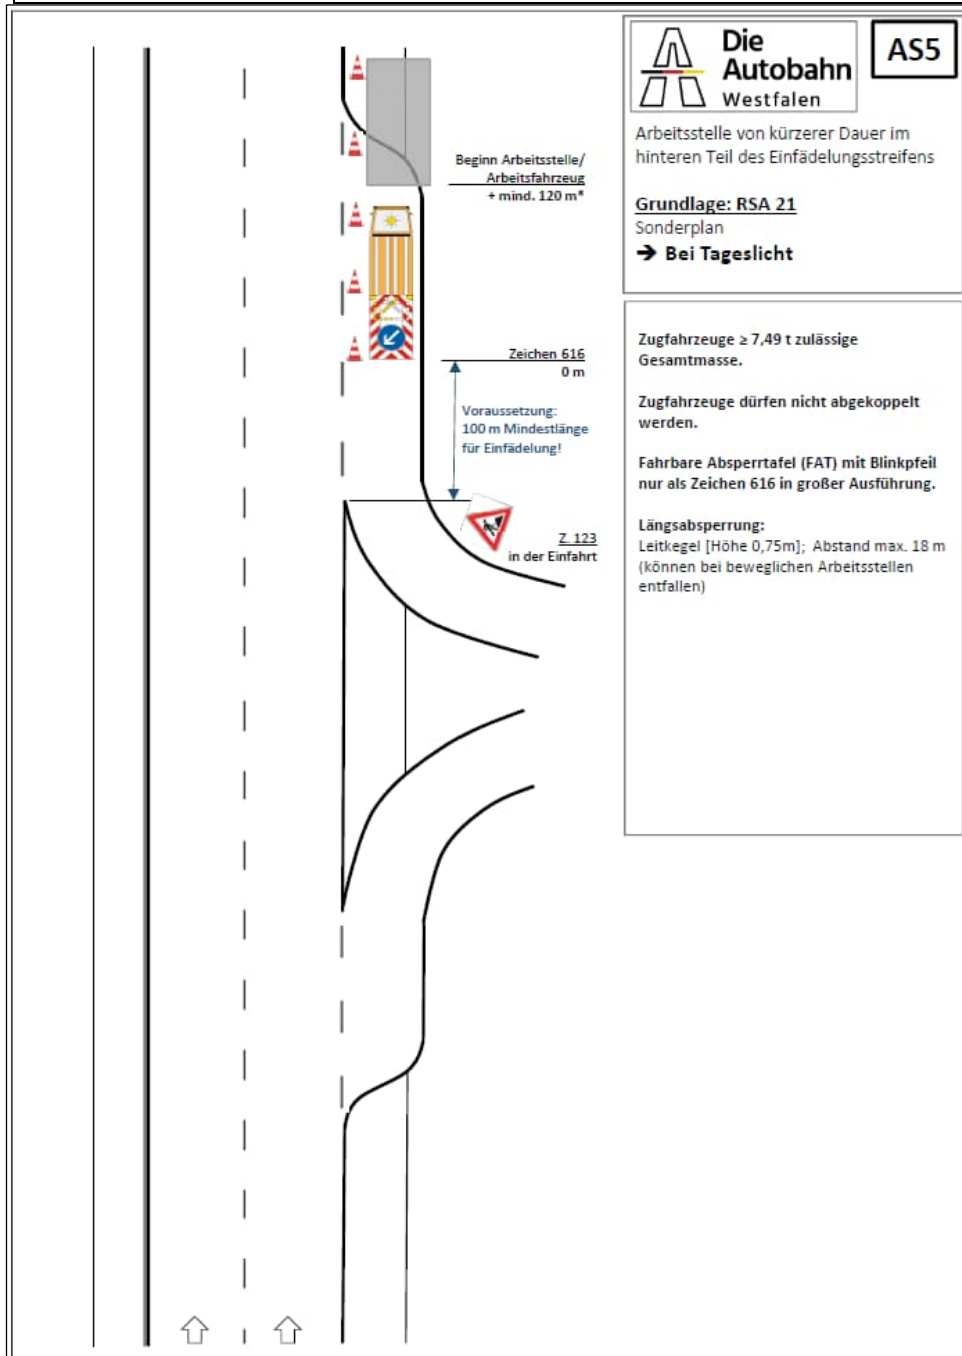 Die
Autobahn
Westfalen
AS5
Arbeitsstelle von kürzerer Dauer im
hinteren Teil des Einfädelungsstreifens
Grundlage: RSA 21
Sonderplan
➔ Bei Tageslicht
Beginn Arbeitsstelle/
Arbeitsfahrzeug
+ mind. 120 m*
Zeichen 616
0 m
Voraussetzung:
100 m Mindestlänge
für Einfädelung!
Z. 123
in der Einfahrt
Zugfahrzeuge ≥ 7,49 t zulässige
Gesamtmasse.
Zugfahrzeuge dürfen nicht abgekoppelt
werden.
Fahrbare Absperrtafel (FAT) mit Blinkpfeil
nur als Zeichen 616 in großer Ausführung.
Längsabsperrung:
Leitkegel [Höhe 0,75m]; Abstand max. 18 m
(können bei beweglichen Arbeitsstellen
entfallen)